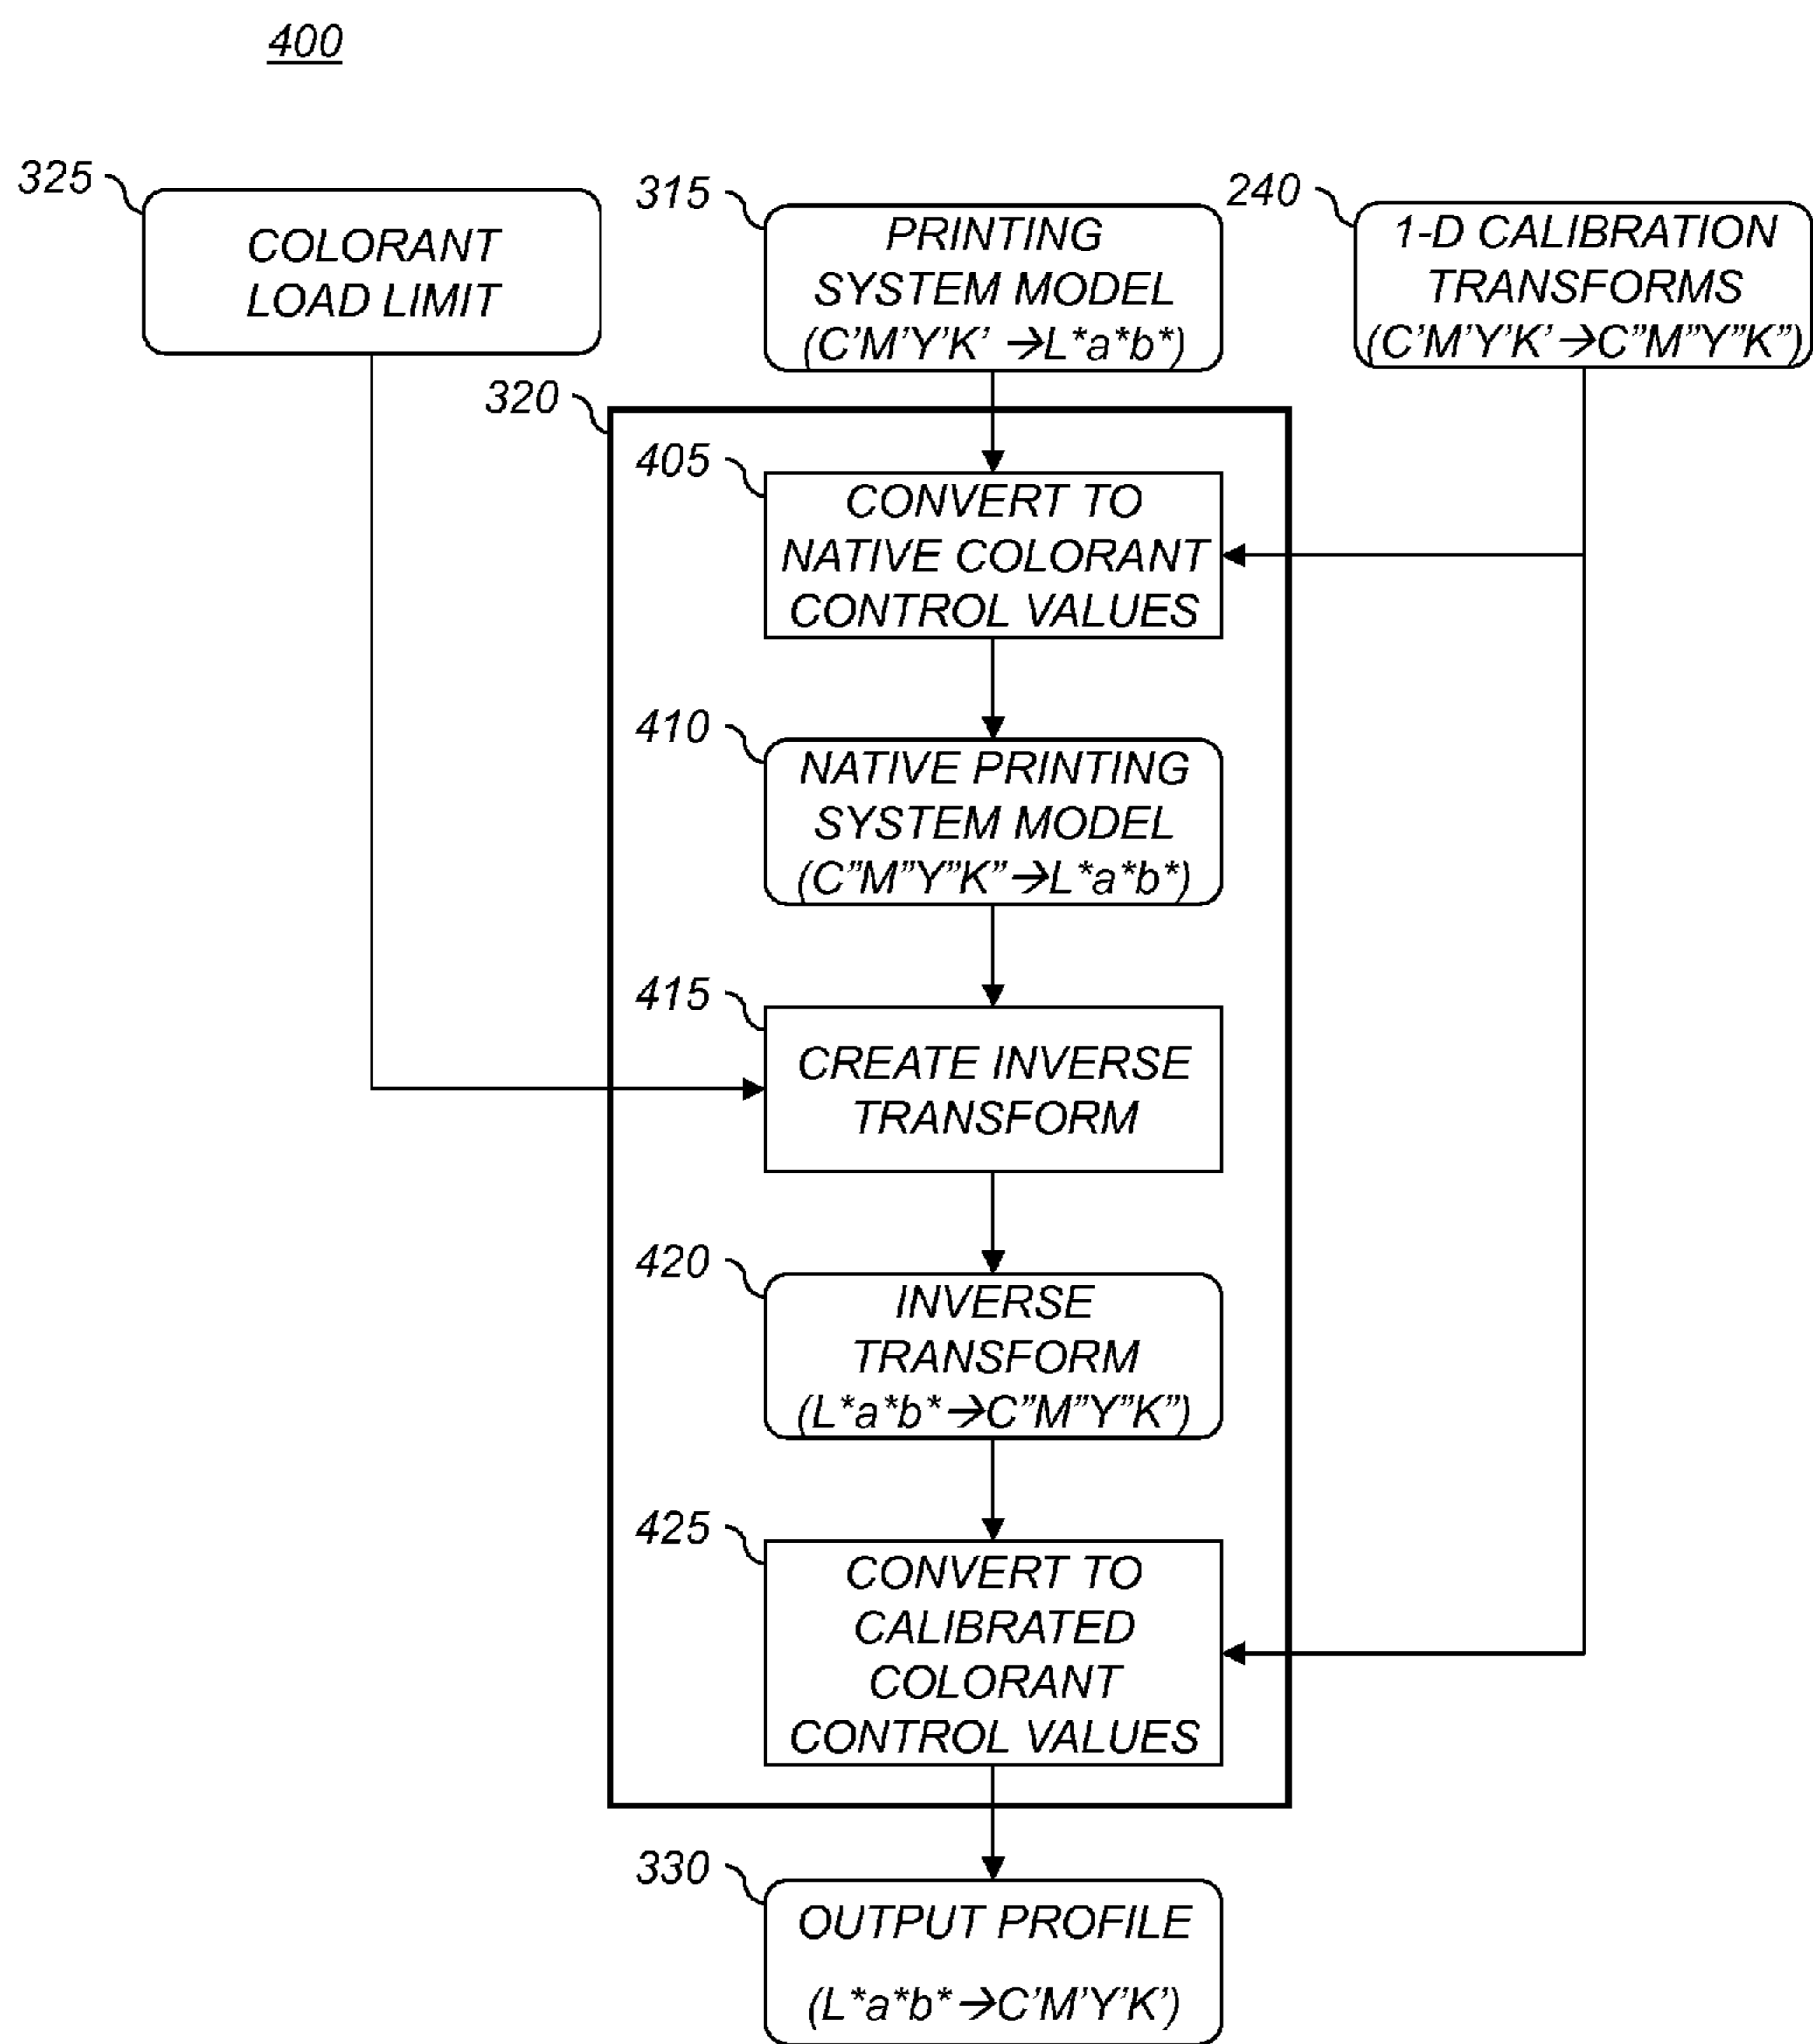 400
325
COLORANT
LOAD LIMIT
315
PRINTING
SYSTEM MODEL
(C’M’Y’K’ →L*a*b*)
240
1-D CALIBRATION
TRANSFORMS
(C’M’Y’K’→C”M”Y”K”)
320
405
CONVERT TO
NATIVE COLORANT
CONTROL VALUES
410
NATIVE PRINTING
SYSTEM MODEL
(C”M”Y”K”→L*a*b*)
415
CREATE INVERSE
TRANSFORM
420
INVERSE
TRANSFORM
(L*a*b*→C”M”Y”K”)
425
CONVERT TO
CALIBRATED
COLORANT
CONTROL VALUES
330
OUTPUT PROFILE
(L*a*b*→C’M’Y’K’)